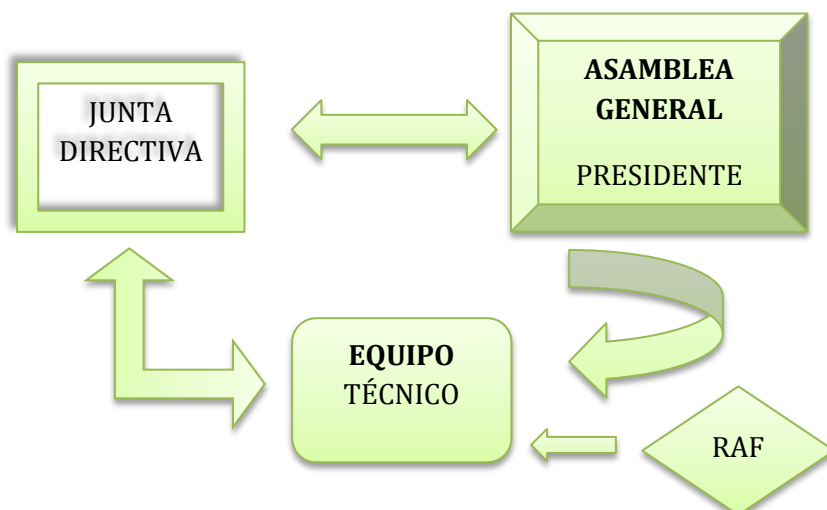 JUNTA
DIRECTIVA
ASAMBLEA
GENERAL
PRESIDENTE
EQUIPO
TÉCNICO
RAF